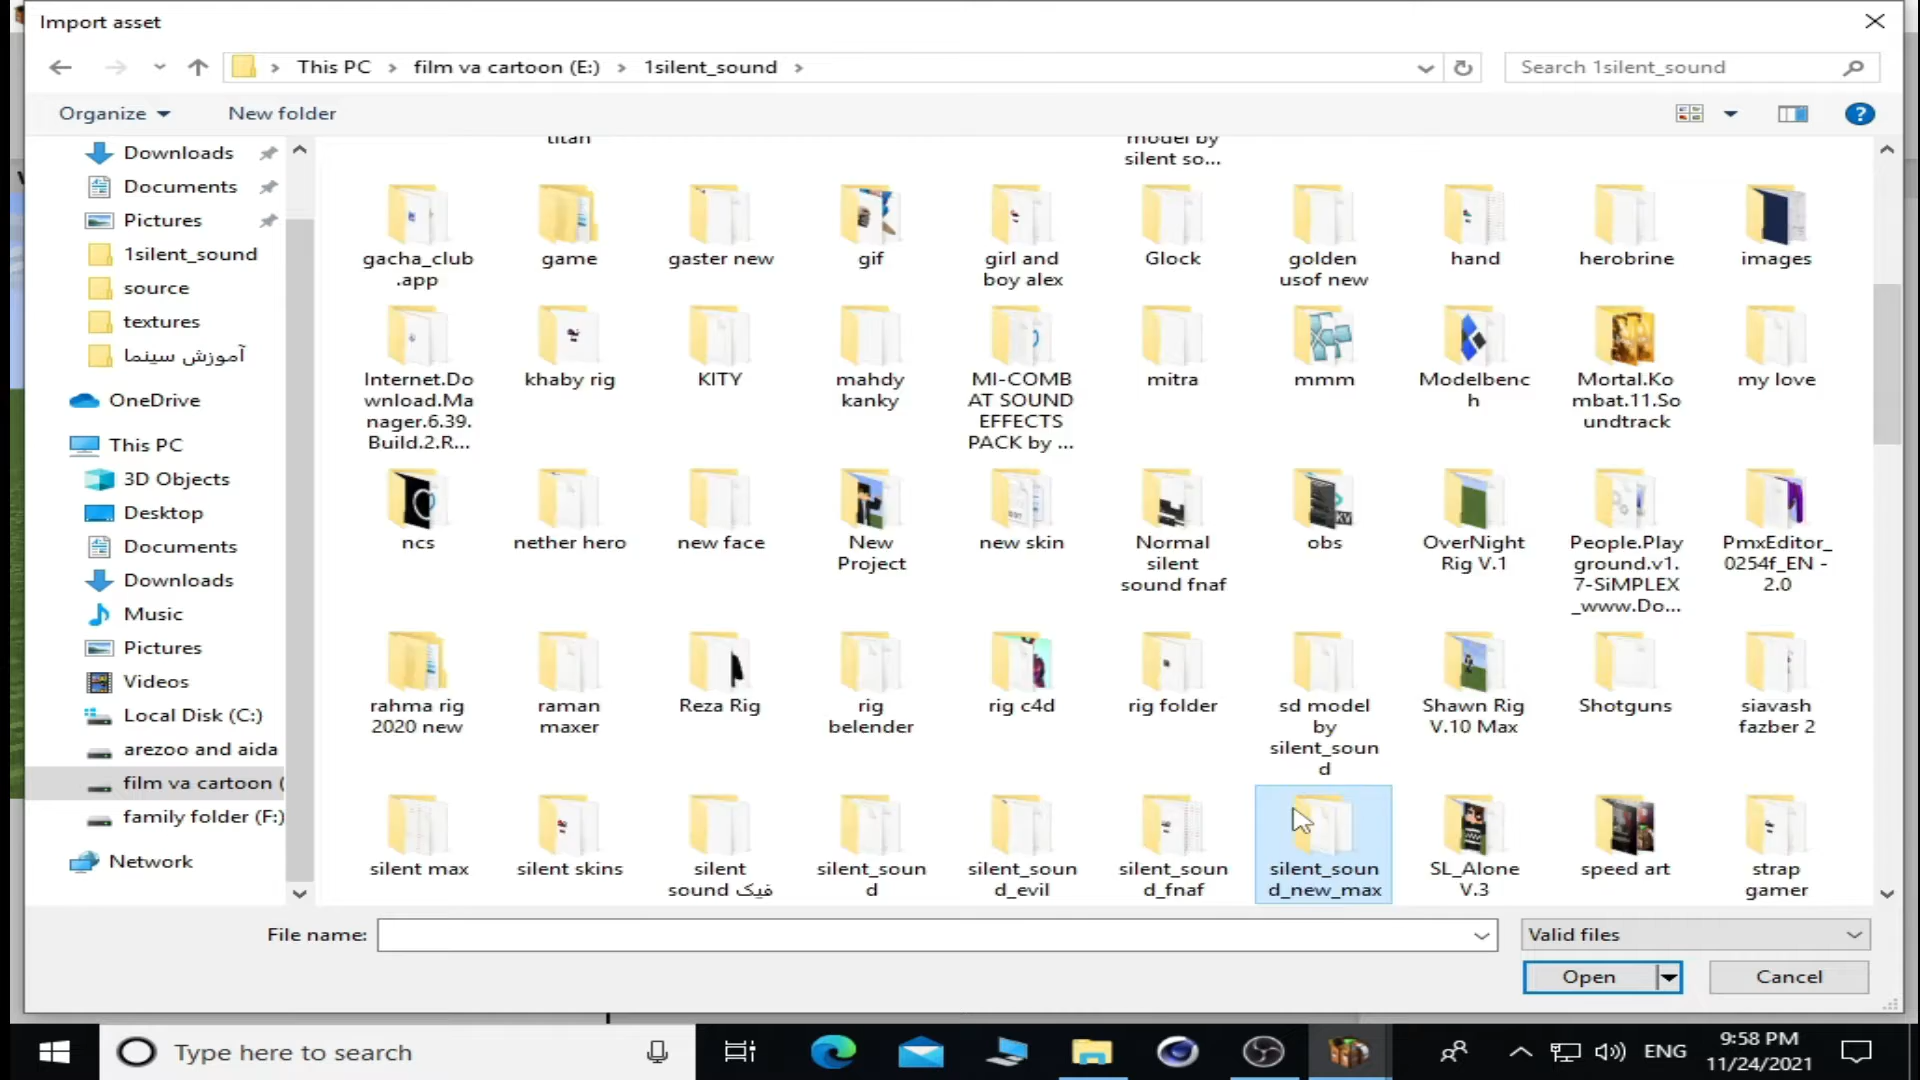 Import asset
This PC
film va cartoon (E:)
1silent_sound
Search 1silent_sound
Organize
New folder
Downloads
Documents
Pictures
1silent_sound
source
textures
آموزش سینما
OneDrive
This PC
3D Objects
Desktop
Documents
Downloads
Music
Pictures
Videos
Local Disk (C:)
arezoo and aida
film va cartoon (
family folder (F:)
Network
titan
model by
silent so...
gacha_club
.app
game
gaster new
gif
girl and
boy alex
Glock
golden
usof new
hand
herobrine
images
Internet.Do
wnload.Ma
nager.6.39.
Build.2.R...
khaby rig
KITY
mahdy
kanky
MI-COMB
AT SOUND
EFFECTS
PACK by ...
mitra
mmm
Modelbenc
h
Mortal.Ko
mbat.11.So
undtrack
my love
ncs
nether hero
new face
New
Project
new skin
Normal
silent
sound fnaf
obs
OverNight
Rig V.1
People.Play
ground.v1.
7-SiMPLEX
_www.Do...
PmxEditor_
0254f_EN -
2.0
rahma rig
2020 new
raman
maxer
Reza Rig
rig
belender
rig c4d
rig folder
sd model
by
silent_soun
d
Shawn Rig
V.10 Max
Shotguns
siavash
fazber 2
silent max
silent skins
silent
sound فیک
silent_soun
d
silent_soun
d_evil
silent_soun
d_fnaf
silent_soun
d_new_max
SL_Alone
V.3
speed art
strap
gamer
File name:
Valid files
Open
Cancel
Type here to search
ENG
9:58 PM
11/24/2021